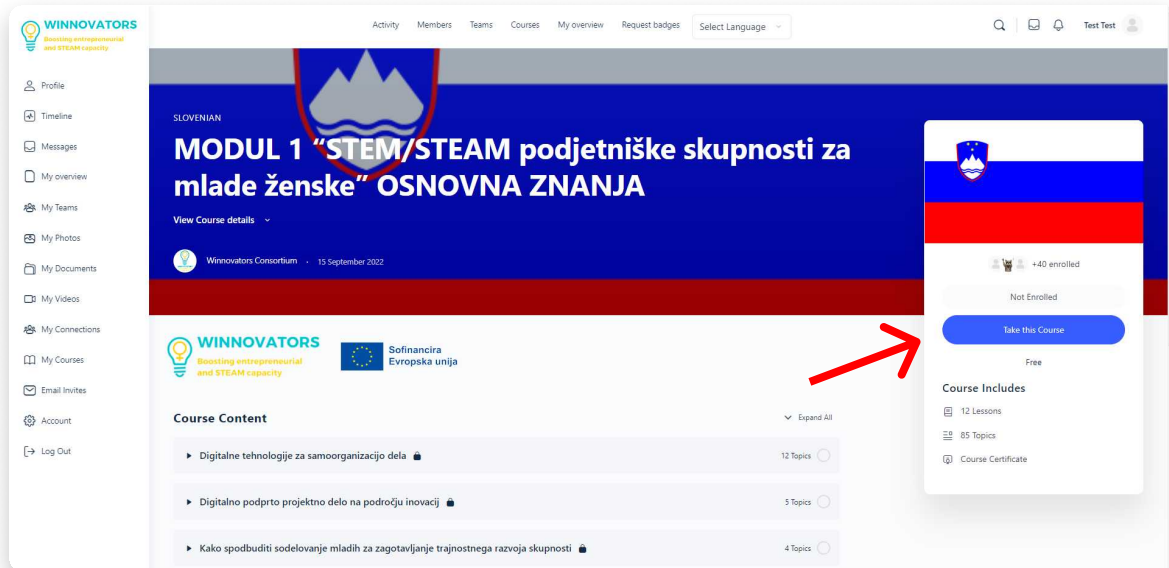 WINNOVATORS
Boosting entrepreneurial
and STEAM capacity
Activity Members Teams Courses My overview Request badges Select Language
Test Test
Profile
Timeline
Messages
My overview
My Teams
My Photos
My Documents
My Videos
My Connections
My Courses
Email Invites
Account
Log Out
SLOVENIAN
MODUL 1 “STEM/STEAM podjetniške skupnosti za
mlade ženske” OSNOVNA ZNANJA
View Course details
Winnovators Consortium · 15 September 2022
+40 enrolled
Not Enrolled
Take this Course
Free
Course Includes
12 Lessons
85 Topics
Course Certificate
WINNOVATORS
Boosting entrepreneurial
and STEAM capacity
Sofinancira
Evropska unija
Course Content
Expand All
Digitalne tehnologije za samoorganizacijo dela
12 Topics
Digitalno podprto projektno delo na področju inovacij
5 Topics
Kako spodbuditi sodelovanje mladih za zagotavljanje trajnostnega razvoja skupnosti
4 Topics